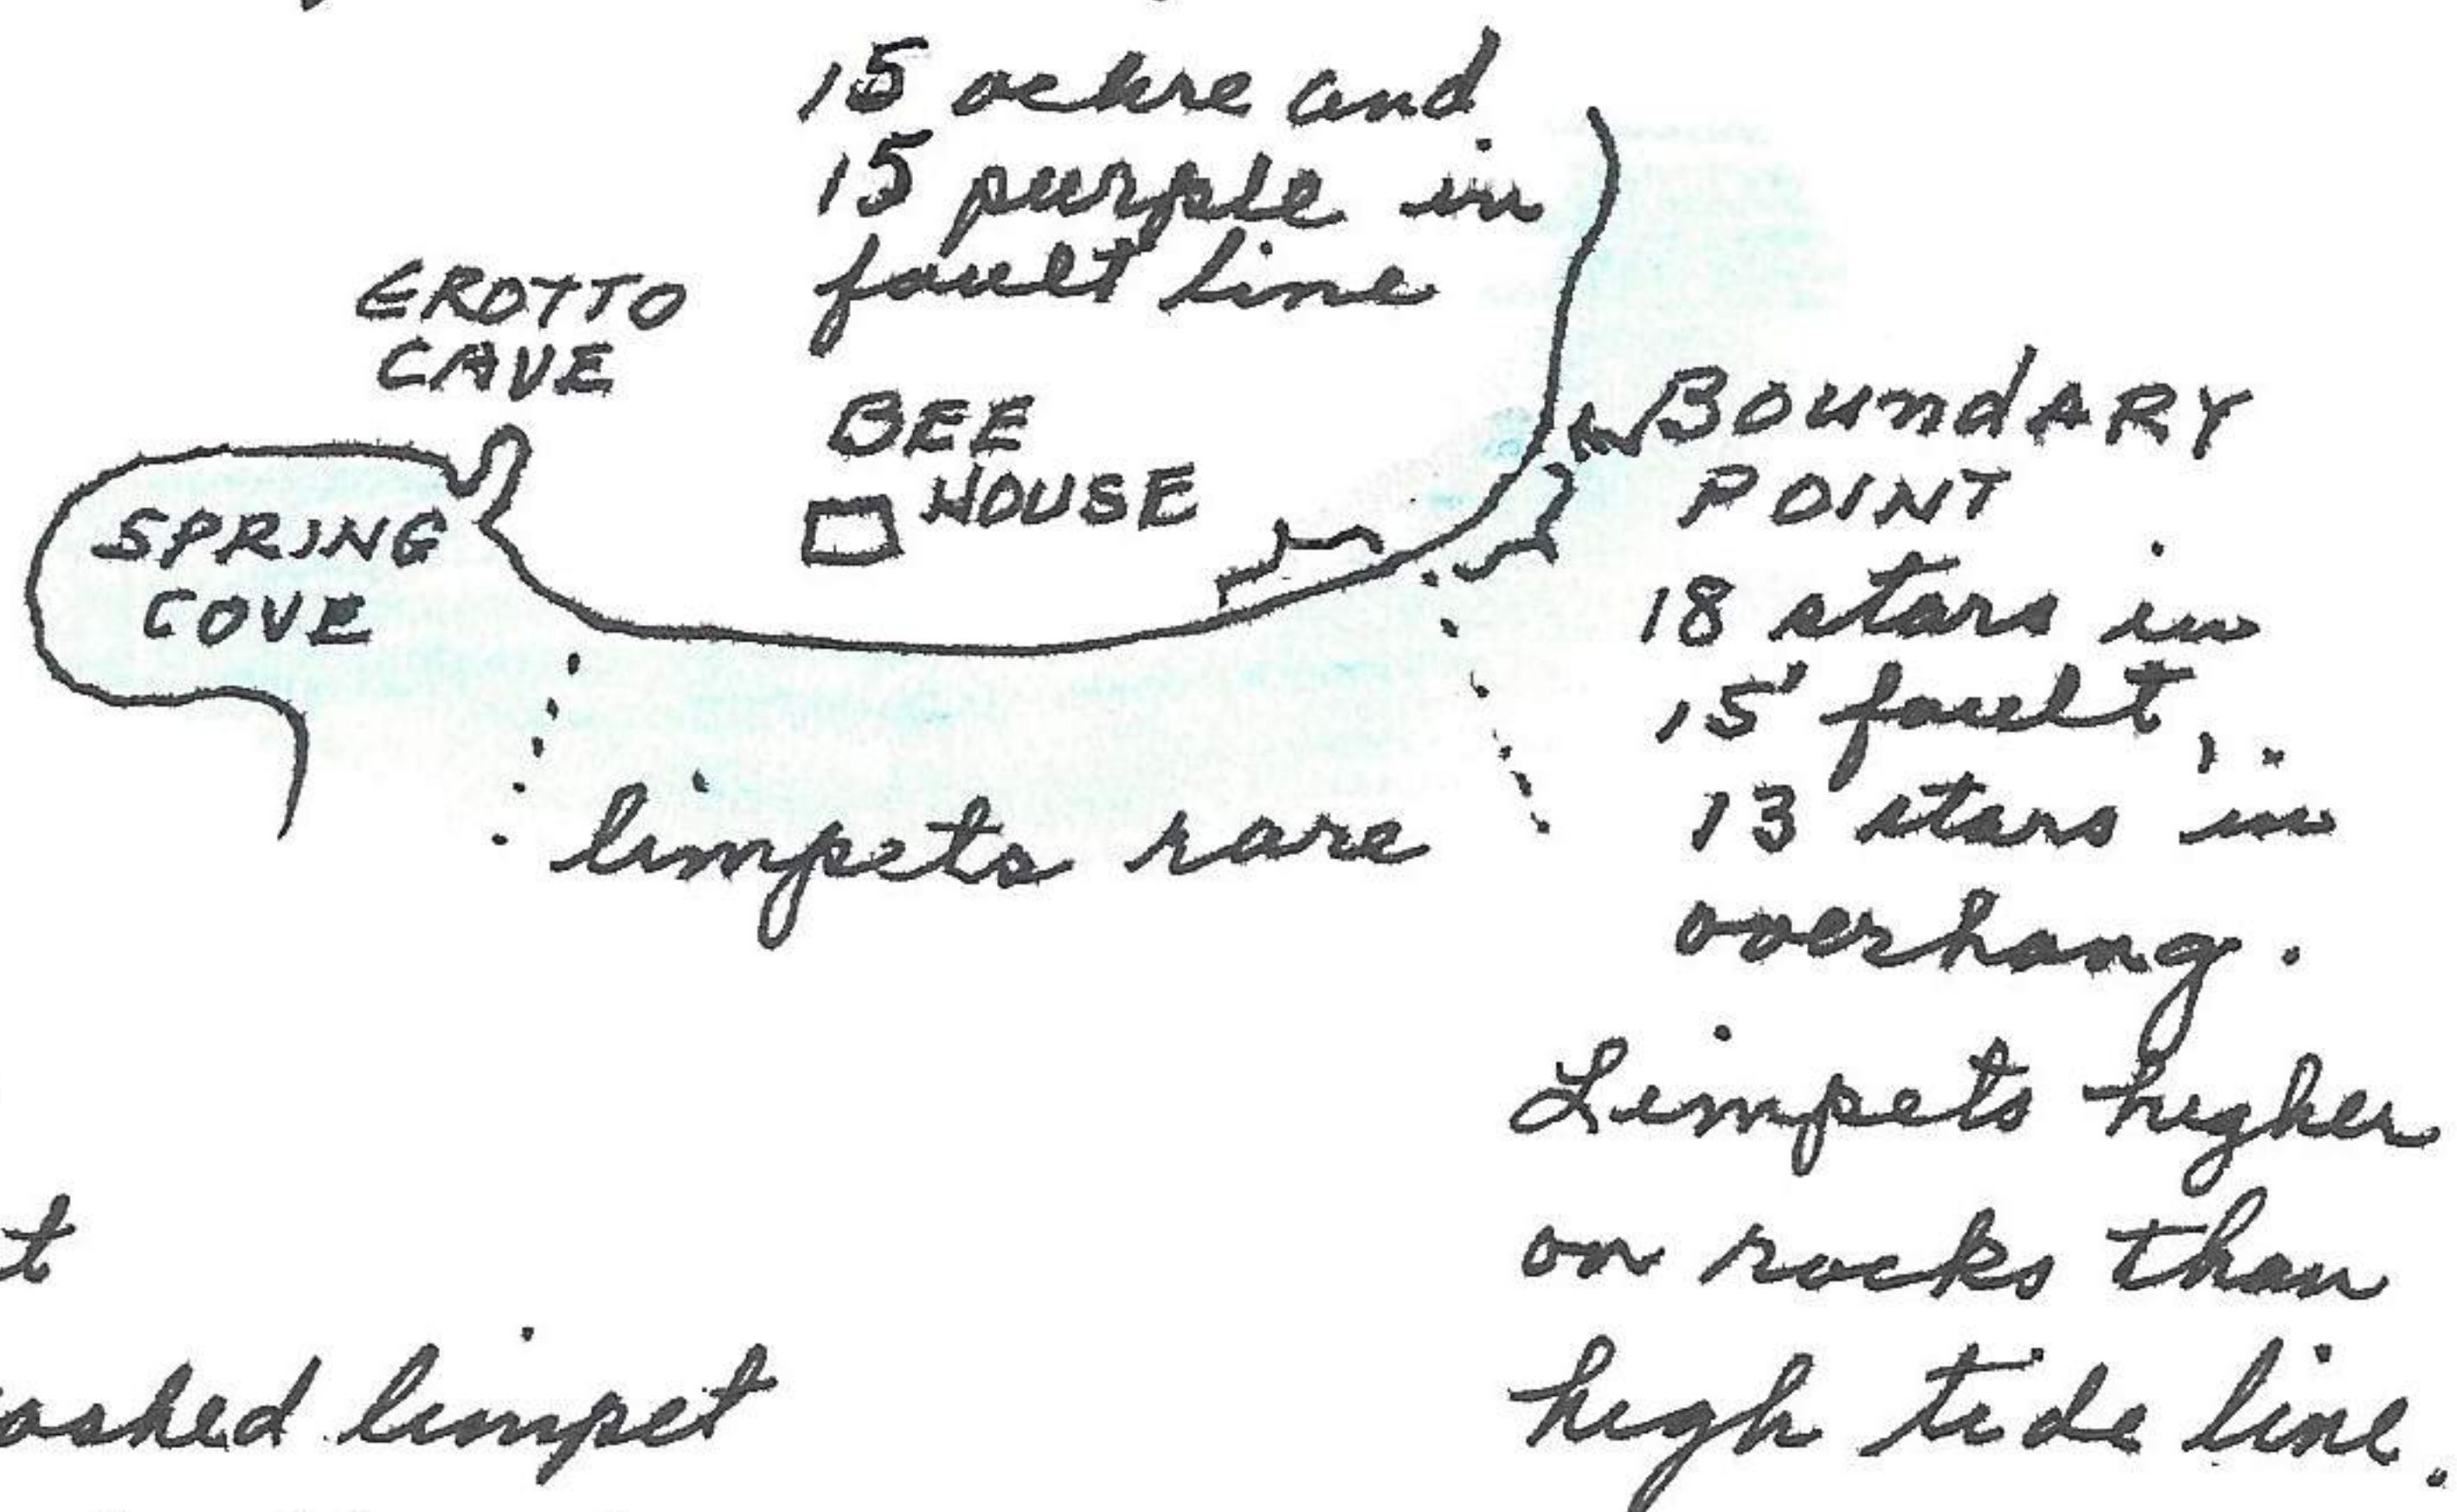 15 ochre and
15 purple in
fault line
GROTTO
CAVE
BEE
HOUSE
SPRING
COVE
BOUNDARY
POINT
18 stars in
15' fault,
13 stars in
overhang.
limpets rare
Limpets higher
on rocks than
high tide line.
limpet